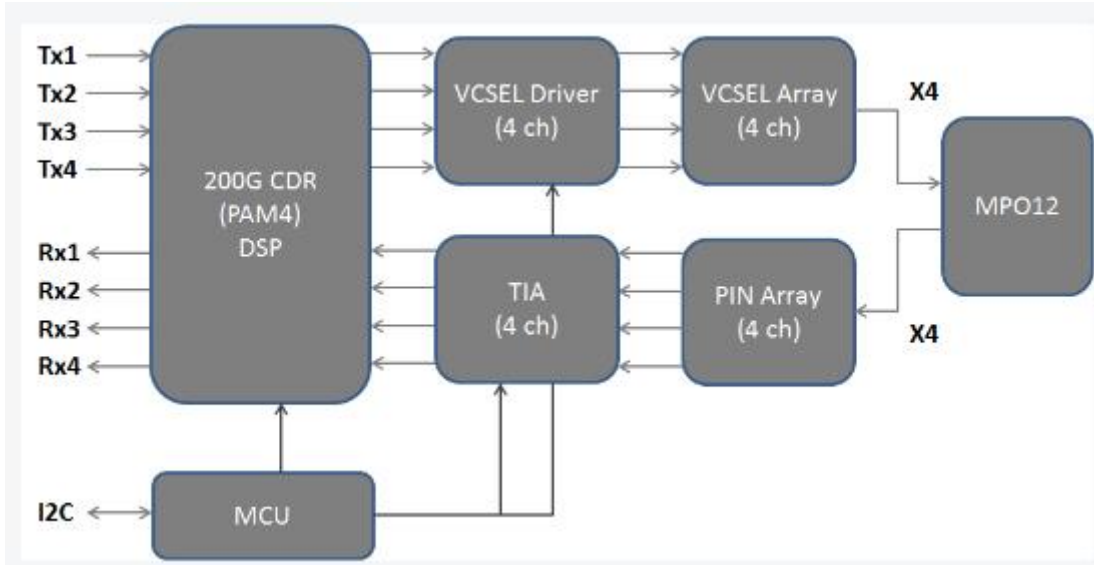 Tx1
Tx2
Tx3
Tx4
Rx1
Rx2
Rx3
Rx4
I2C
200G CDR
(PAM4)
DSP
MCU
VCSEL Driver
(4 ch)
TIA
(4 ch)
VCSEL Array
(4 ch)
PIN Array
(4 ch)
X4
X4
MPO12